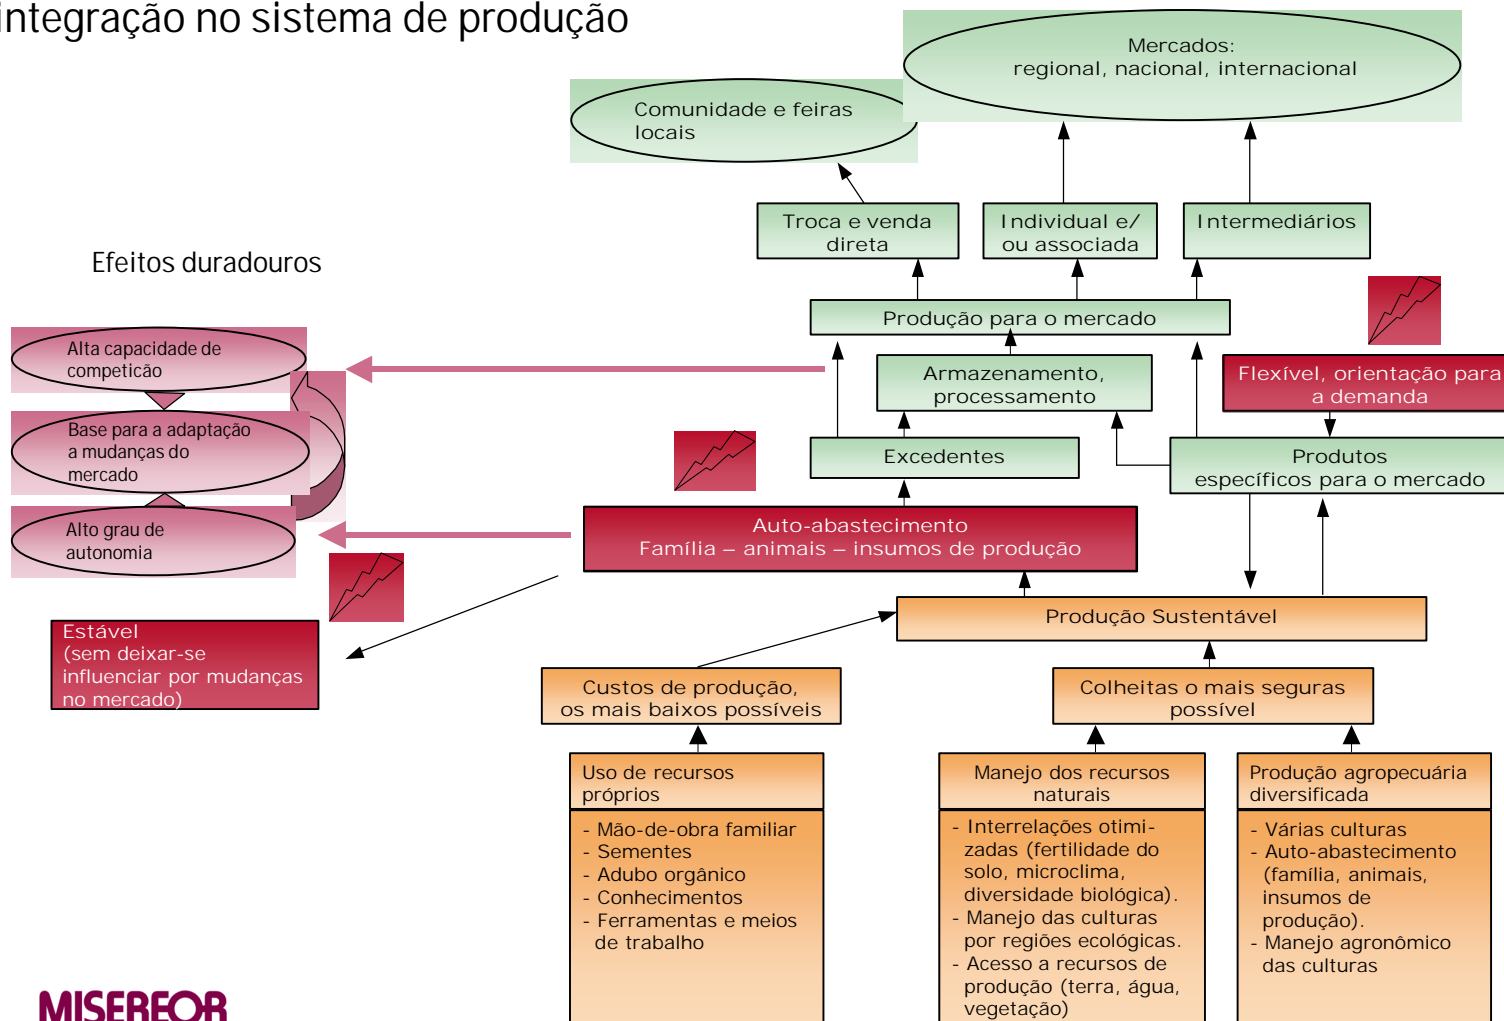 integração no sistema de produção
Mercados:
regional, nacional, internacional
Comunidade e feiras
locais
Troca e venda
direta
Individual e/
ou associada
Intermediários
Efeitos duradouros
Produção para o mercado
Alta capacidade de
competicão
Armazenamento,
processamento
Flexível, orientação para
a demanda
Base para a adaptação
a mudanças do
mercado
Excedentes
Produtos
específicos para o mercado
Alto grau de
autonomia
Auto-abastecimento
Família – animais – insumos de produção
Estável
(sem deixar-se
influenciar por mudanças
no mercado)
Produção Sustentável
Custos de produção,
os mais baixos possíveis
Colheitas o mais seguras
possível
Uso de recursos
próprios
- Mão-de-obra familiar
- Sementes
- Adubo orgânico
- Conhecimentos
- Ferramentas e meios
de trabalho
Manejo dos recursos
naturais
- Interrelações otimi-
zadas (fertilidade do
solo, microclima,
diversidade biológica).
- Manejo das culturas
por regiões ecológicas.
- Acesso a recursos de
produção (terra, água,
vegetação)
Produção agropecuária
diversificada
- Várias culturas
- Auto-abastecimento
(família, animais,
insumos de
produção).
- Manejo agronômico
das culturas
MISEREOR